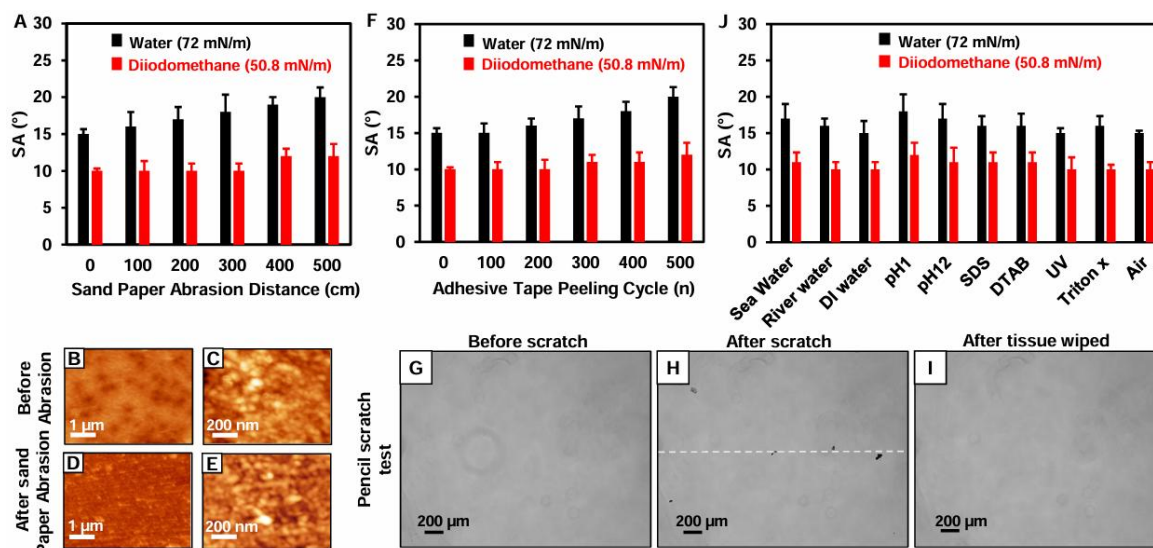 A
30
25
20
15
10
5
0
SA (°)
Water (72 mN/m)
Diiodomethane (50.8 mN/m)
0 100 200 300 400 500
Sand Paper Abrasion Distance (cm)
F
30
25
20
15
10
5
0
SA (°)
Water (72 mN/m)
Diiodomethane (50.8 mN/m)
0 100 200 300 400 500
Adhesive Tape Peeling Cycle (n)
J
30
25
20
15
10
5
0
SA (°)
Water (72 mN/m)
Diiodomethane (50.8 mN/m)
Sea Water
River water
DI water
pH1
pH12
SDS
DTAB
UV
Triton x
Air
Before
Abrasion
After sand
Paper Abrasion
B
1 μm
C
200 nm
D
1 μm
E
200 nm
Pencil scratch
test
Before scratch
G
200 μm
After scratch
H
200 μm
After tissue wiped
I
200 μm